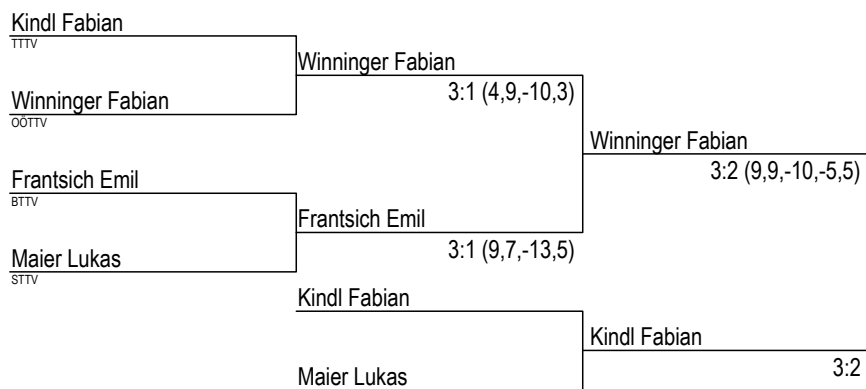 Kindl Fabian
TTTV
Winninger Fabian
3:1 (4,9,-10,3)
Winninger Fabian
OÖTTV
Winninger Fabian
3:2 (9,9,-10,-5,5)
Frantsich Emil
BTTV
Frantsich Emil
3:1 (9,7,-13,5)
Maier Lukas
STTV
Kindl Fabian
Kindl Fabian
3:2
Maier Lukas